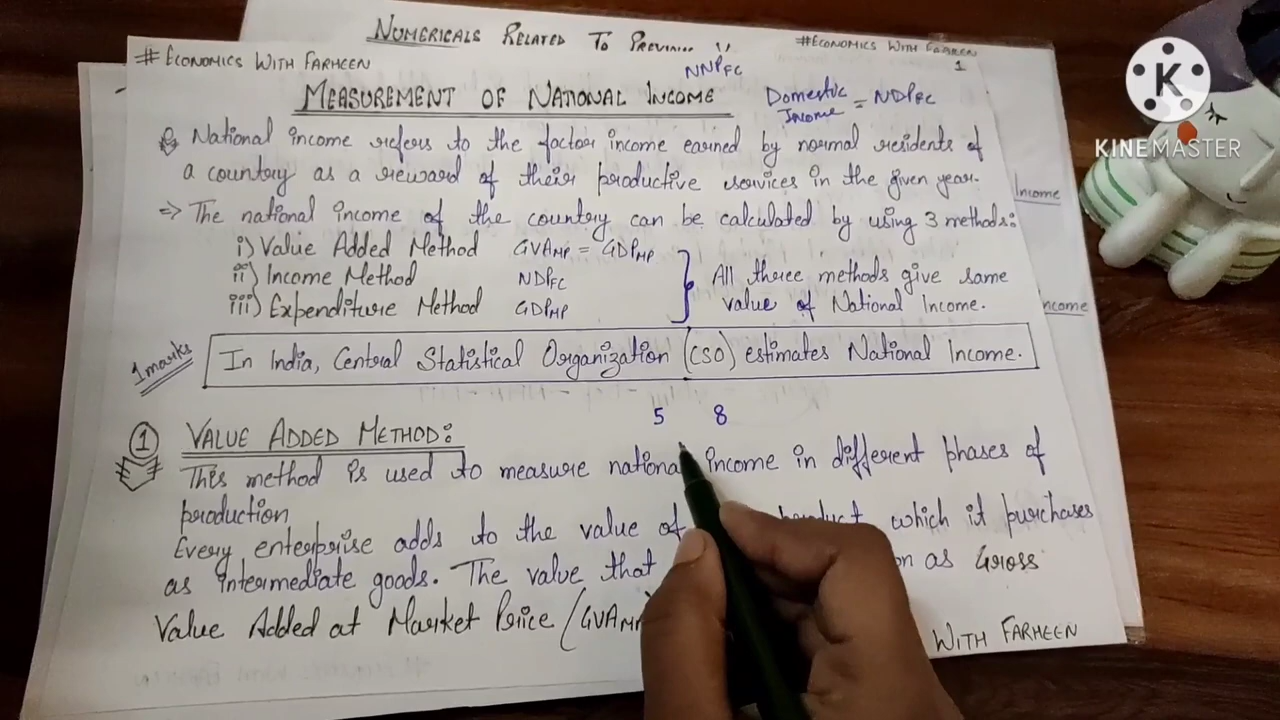 NUMERICALS RELATED TO
#ECONOMICS WITH FARHEEN
#ECONOMICS WITH FARHEEN
1
NNPFC
MEASUREMENT OF NATIONAL INCOME
Domestic Income = NDPFC
National income refers to the factor income earned by normal residents of
a country as a reward of their productive services in the given year.
⇒ The national income of the country can be calculated by using 3 methods:
i) Value Added Method GVAMP = GDPMP
ii) Income Method NDPFC
iii) Expenditure Method GDPMP
All three methods give same
value of National Income.
1marks
In India, Central Statistical Organization (CSO) estimates National Income.
5 8
1 VALUE ADDED METHOD:
This method is used to measure national income in different phases of
production
Every enterprise adds to the value of which it purchases
as intermediate goods. The value that as Gross
Value Added at Market Price (GVAMP
WITH FARHEEN
Income
ncome
KINEMASTER
K